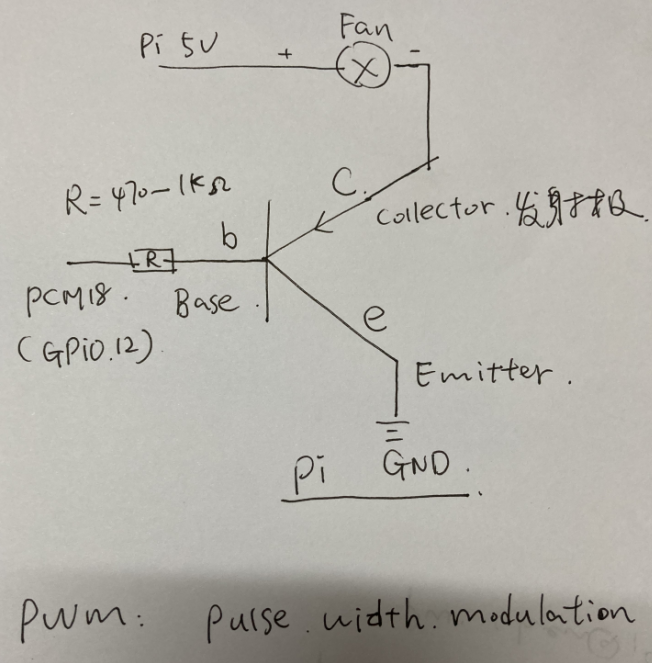 Fan
Pi 5V + -
X
R = 470-1KΩ
C.
Collector.发射极.
b
R
PCM18.
(GPiO.12)
Base.
e
Emitter.
Pi GND.
PWM: Pulse.width.modulation